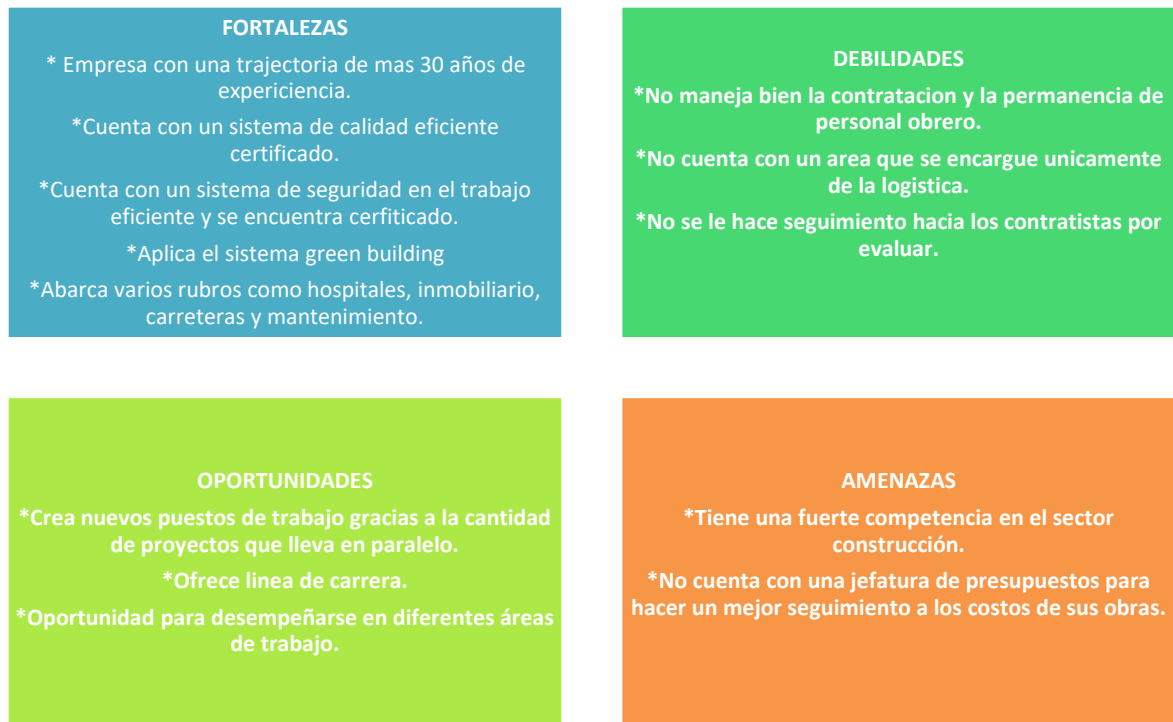 FORTALEZAS
* Empresa con una trajectoria de mas 30 años de
expericiencia.
*Cuenta con un sistema de calidad eficiente
certificado.
*Cuenta con un sistema de seguridad en el trabajo
eficiente y se encuentra cerfiticado.
*Aplica el sistema green building
*Abarca varios rubros como hospitales, inmobiliario,
carreteras y mantenimiento.
DEBILIDADES
*No maneja bien la contratacion y la permanencia de
personal obrero.
*No cuenta con un area que se encargue unicamente
de la logistica.
*No se le hace seguimiento hacia los contratistas por
evaluar.
OPORTUNIDADES
*Crea nuevos puestos de trabajo gracias a la cantidad
de proyectos que lleva en paralelo.
*Ofrece linea de carrera.
*Oportunidad para desempeñarse en diferentes áreas
de trabajo.
AMENAZAS
*Tiene una fuerte competencia en el sector
construcción.
*No cuenta con una jefatura de presupuestos para
hacer un mejor seguimiento a los costos de sus obras.